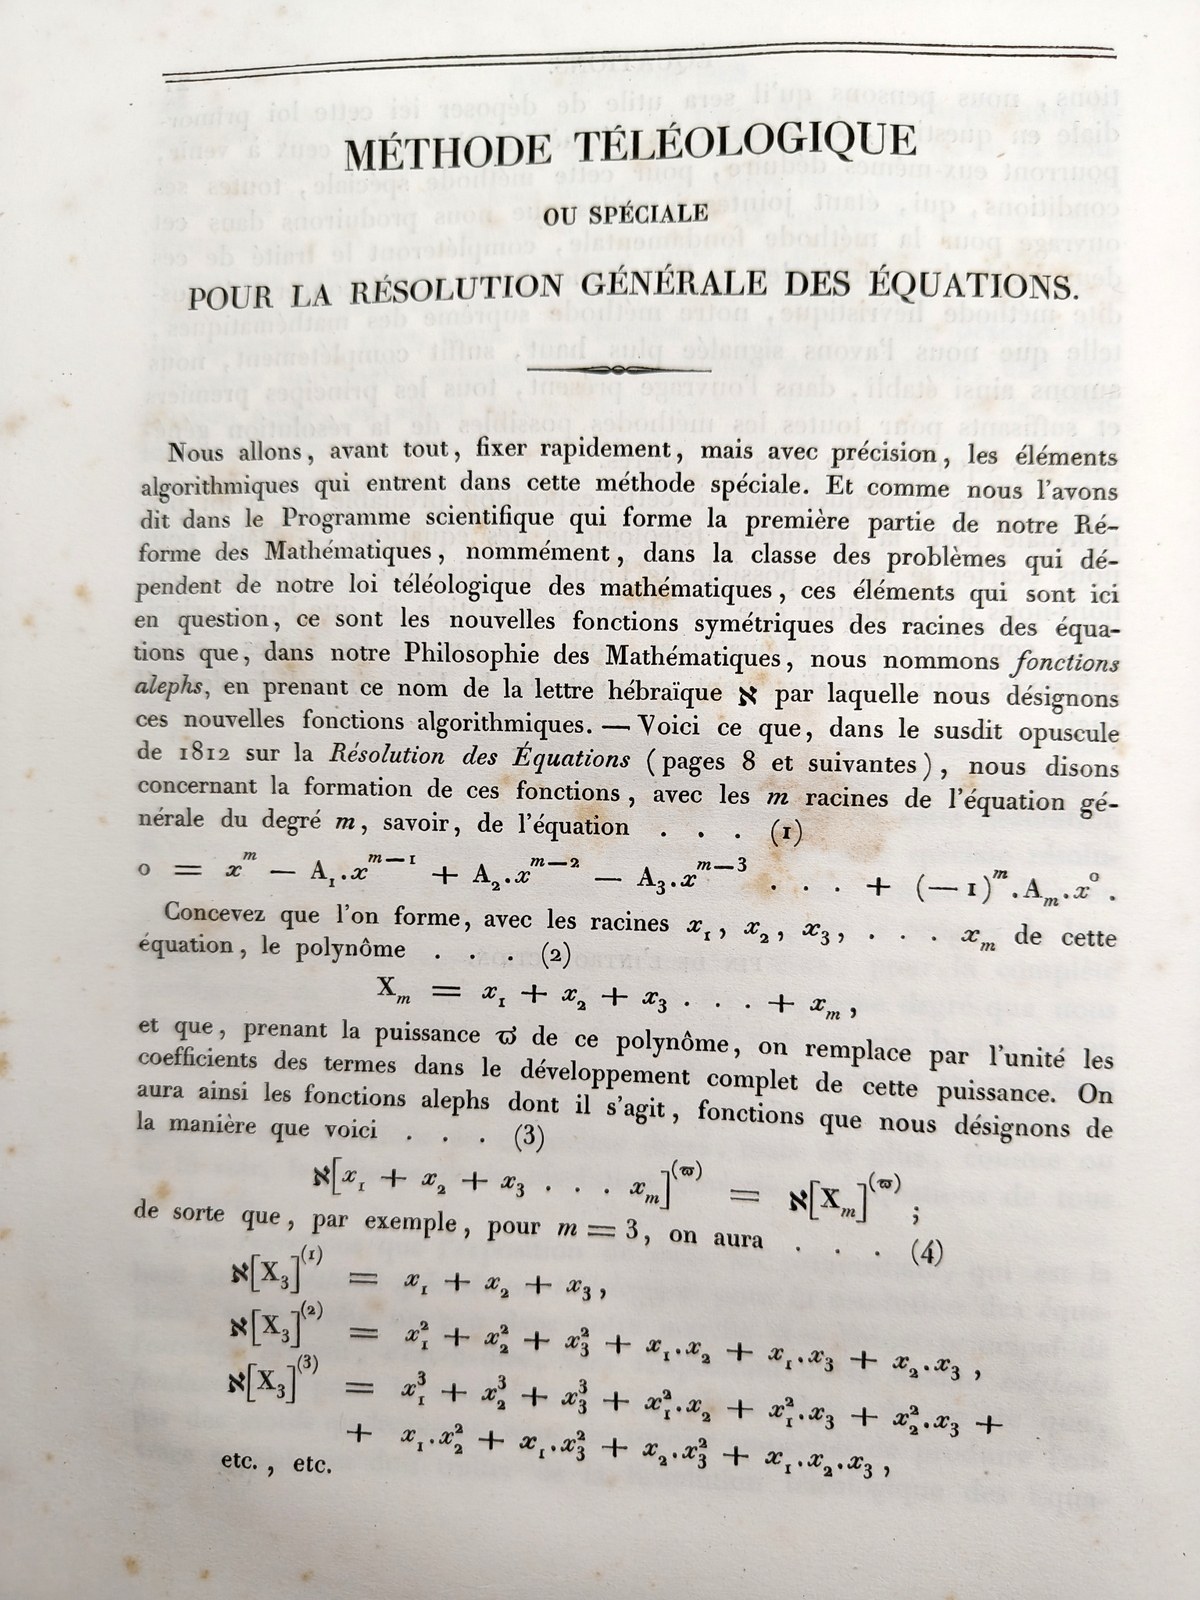 MÉTHODE TÉLÉOLOGIQUE
OU SPÉCIALE
POUR LA RÉSOLUTION GÉNÉRALE DES ÉQUATIONS.
Nous allons, avant tout, fixer rapidement, mais avec précision, les éléments
algorithmiques qui entrent dans cette méthode spéciale. Et comme nous l'avons
dit dans le Programme scientifique qui forme la première partie de notre Ré-
forme des Mathématiques, nommément, dans la classe des problèmes qui dé-
pendent de notre loi téléologique des mathématiques, ces éléments qui sont ici
en question, ce sont les nouvelles fonctions symétriques des racines des équa-
tions que, dans notre Philosophie des Mathématiques, nous nommons fonctions
alephs, en prenant ce nom de la lettre hébraïque ℵ par laquelle nous désignons
ces nouvelles fonctions algorithmiques. — Voici ce que, dans le susdit opuscule
de 1812 sur la Résolution des Équations (pages 8 et suivantes), nous disons
concernant la formation de ces fonctions, avec les m racines de l'équation gé-
nérale du degré m, savoir, de l'équation . . . (1)
0 = x^m — A₁.x^{m—1} + A₂.x^{m—2} — A₃.x^{m—3} . . . + (—1)^m.A_m.x^0.
Concevez que l'on forme, avec les racines x₁, x₂, x₃, . . . x_m de cette
équation, le polynôme . . . (2)
X_m = x₁ + x₂ + x₃ . . . + x_m,
et que, prenant la puissance ϖ de ce polynôme, on remplace par l'unité les
coefficients des termes dans le développement complet de cette puissance. On
aura ainsi les fonctions alephs dont il s'agit, fonctions que nous désignons de
la manière que voici . . . (3)
ℵ[x₁ + x₂ + x₃ . . . x_m]^(ϖ) = ℵ[X_m]^(ϖ);
de sorte que, par exemple, pour m = 3, on aura . . . (4)
ℵ[X₃]^(1) = x₁ + x₂ + x₃,
ℵ[X₃]^(2) = x₁² + x₂² + x₃² + x₁.x₂ + x₁.x₃ + x₂.x₃,
ℵ[X₃]^(3) = x₁³ + x₂³ + x₃³ + x₁².x₂ + x₁².x₃ + x₂².x₃ +
+ x₁.x₂² + x₁.x₃² + x₂.x₃² + x₁.x₂.x₃,
etc., etc.